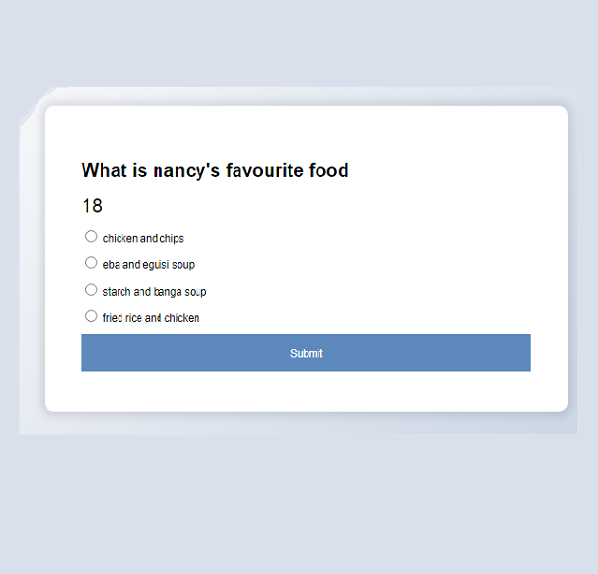 What is nancy's favourite food
18
chicken and chips
eba and egusi soup
starch and banga soup
fried rice and chicken
Submit